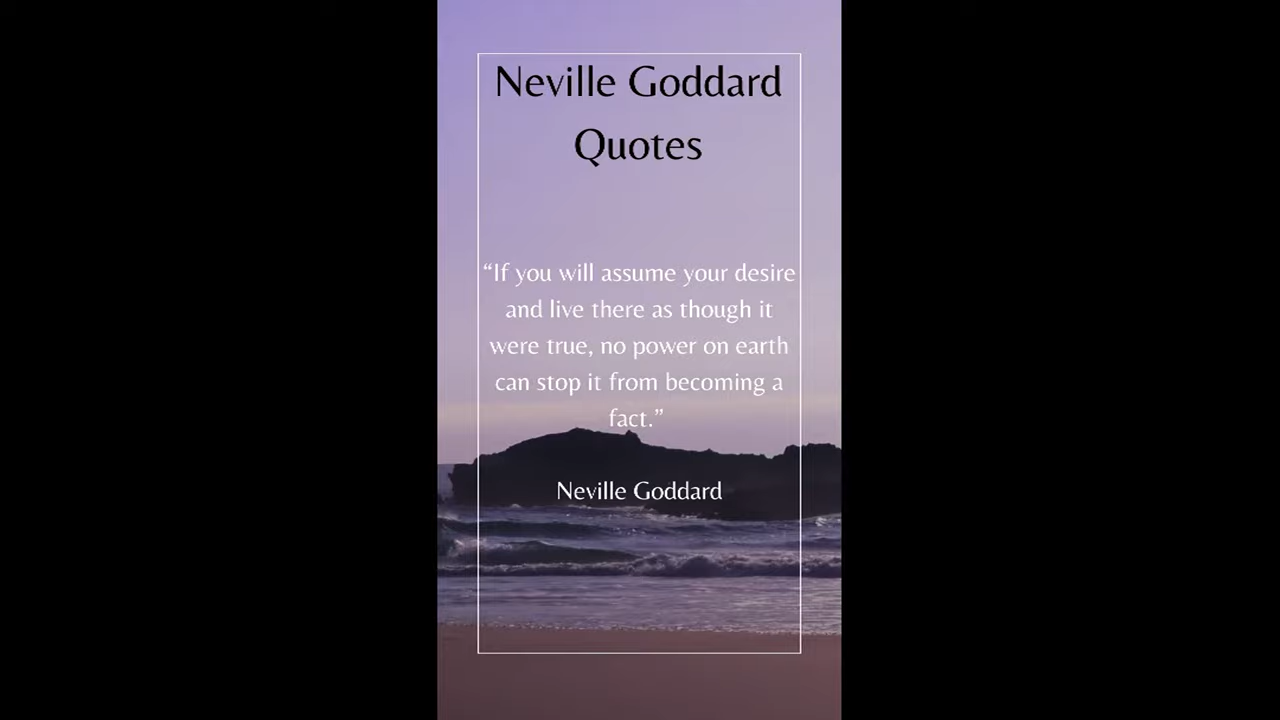 Neville Goddard
Quotes
“If you will assume your desire
and live there as though it
were true, no power on earth
can stop it from becoming a
fact.”
Neville Goddard